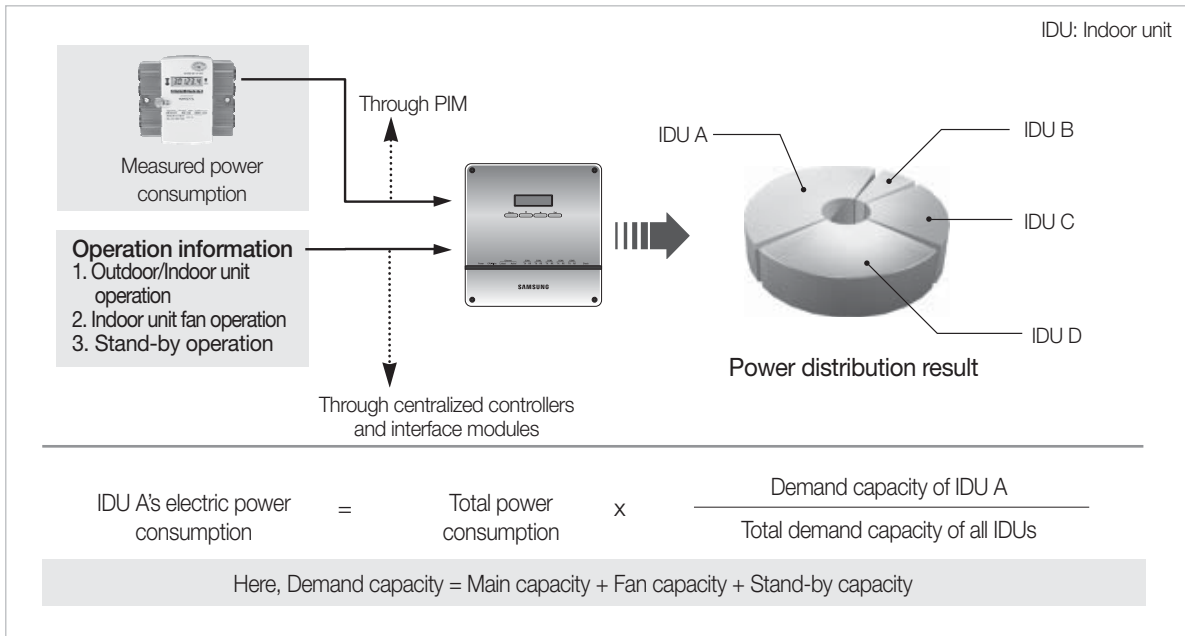 IDU: Indoor unit
Measured power
consumption
Through PIM
Operation information
1. Outdoor/Indoor unit
operation
2. Indoor unit fan operation
3. Stand-by operation
SAMSUNG
Through centralized controllers
and interface modules
IDU A
IDU B
IDU C
IDU D
Power distribution result
IDU A's electric power
consumption
=
Total power
consumption
x
Demand capacity of IDU A
Total demand capacity of all IDUs
Here, Demand capacity = Main capacity + Fan capacity + Stand-by capacity